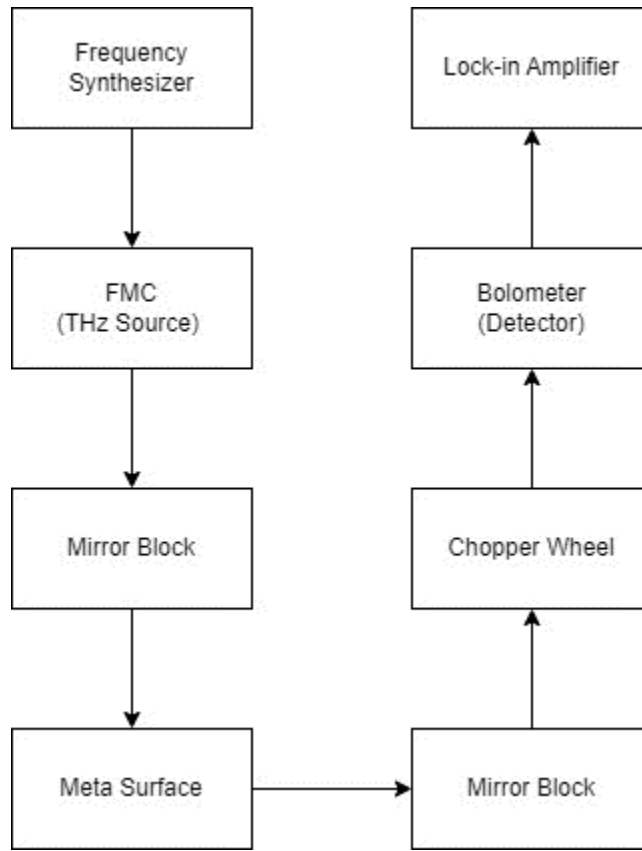 Frequency
Synthesizer
FMC
(THz Source)
Mirror Block
Meta Surface
Mirror Block
Chopper Wheel
Bolometer
(Detector)
Lock-in Amplifier